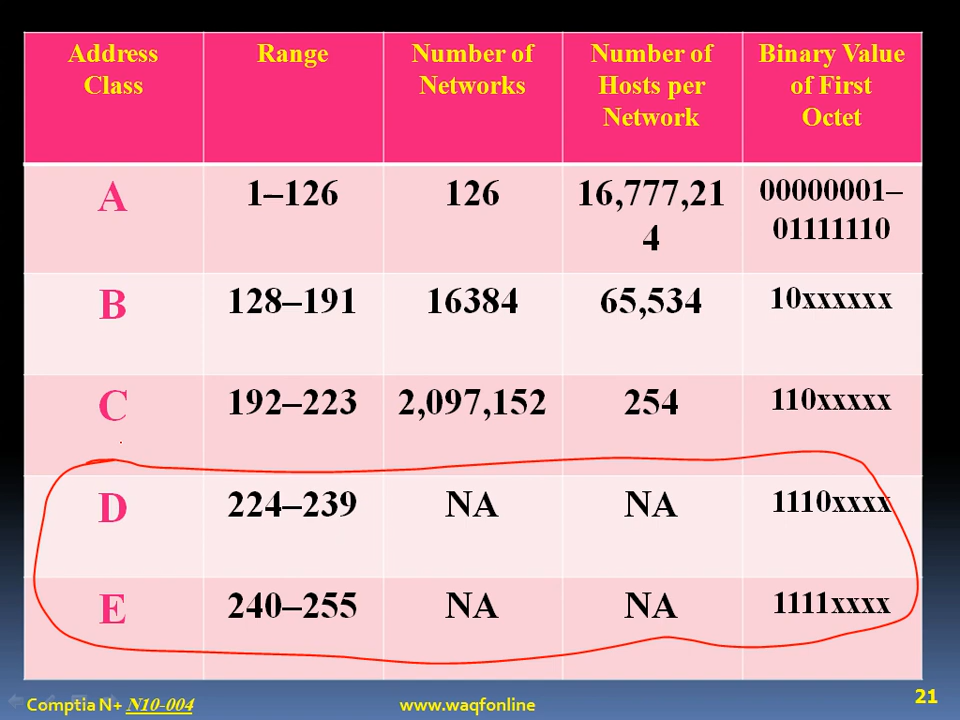 Address Class
Range
Number of Networks
Number of Hosts per Network
Binary Value of First Octet
A
1–126
126
16,777,214
00000001–01111110
B
128–191
16384
65,534
10xxxxxx
C
192–223
2,097,152
254
110xxxxx
D
224–239
NA
NA
1110xxxx
E
240–255
NA
NA
1111xxxx
Comptia N+ N10-004
www.waqfonline
21